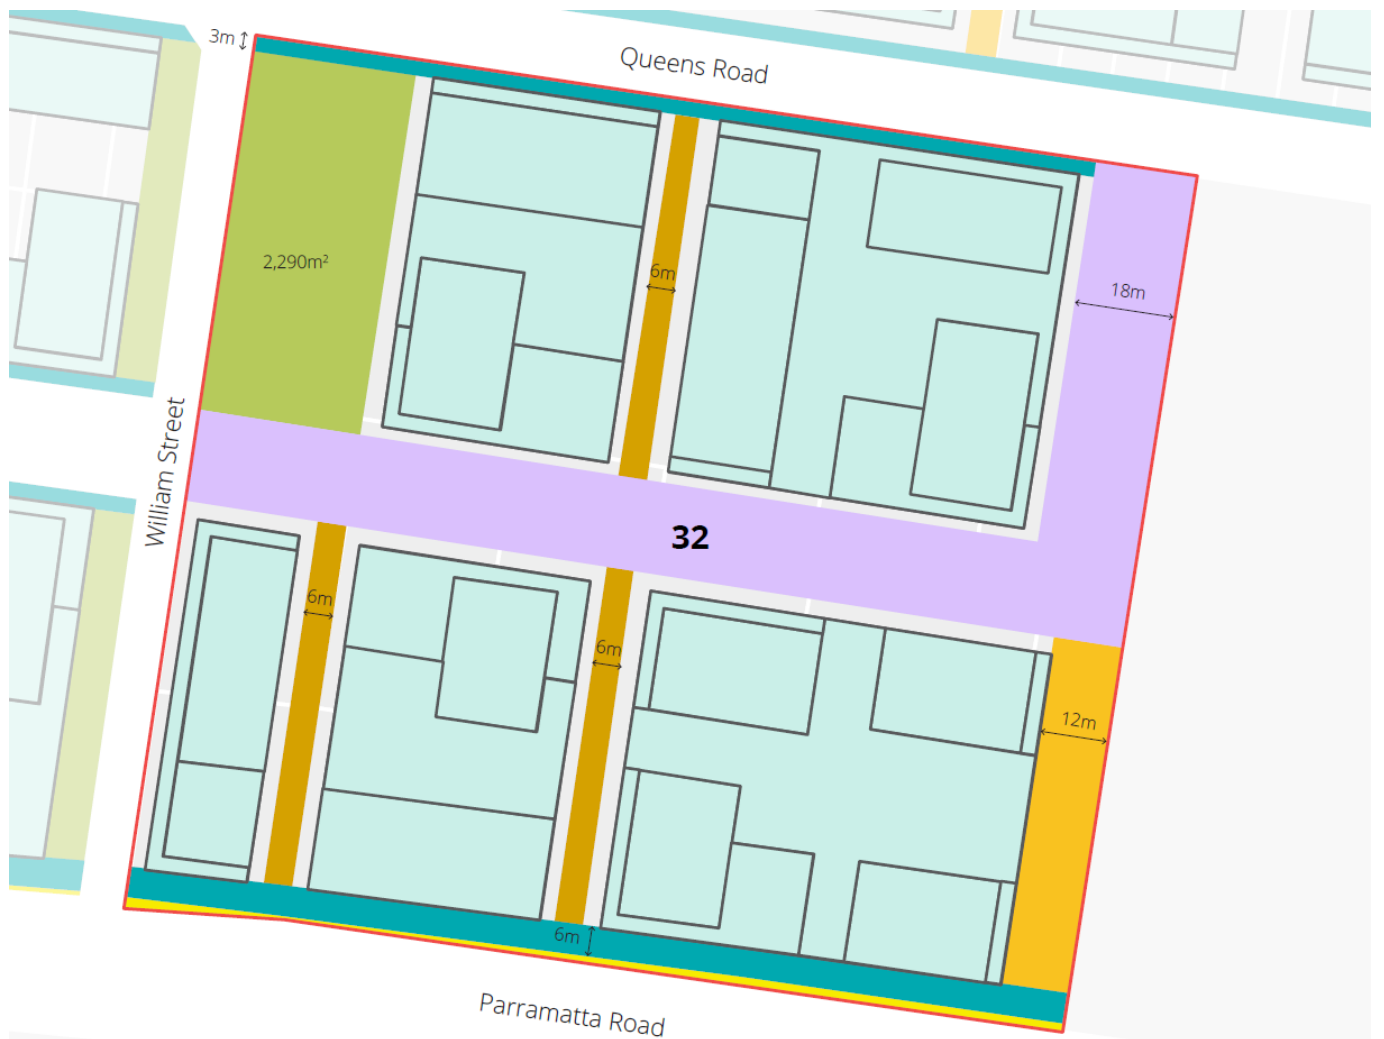 3m
Queens Road
2,290m²
6m
18m
William Street
32
6m
6m
12m
6m
Parramatta Road